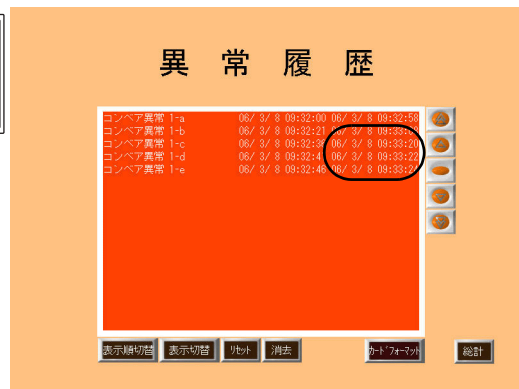 異常履歴
コンベア異常 1-a 06/ 3/ 8 09:32:00 06/ 3/ 8 09:32:58
コンベア異常 1-b 06/ 3/ 8 09:32:21
コンベア異常 1-c 06/ 3/ 8 09:32:36 06/ 3/ 8 09:33:20
コンベア異常 1-d 06/ 3/ 8 09:32:41 06/ 3/ 8 09:33:22
コンベア異常 1-e 06/ 3/ 8 09:32:46 06/ 3/ 8
表示順切替 表示切替 リセット 消去 カードフォーマット 総計